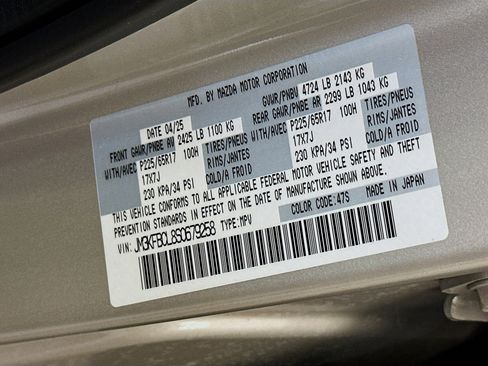 MFD. BY MAZDA MOTOR CORPORATION
DATE 04/25 GVWR/PNBV 4724 LB 2143 KG
FRONT GAWR/PNBE AV 2425 LB 1100 KG REAR GAWR/PNBE AR 2299 LB 1043 KG
WITH/AVEC P225/65R17 100H TIRES/PNEUS WITH/AVEC P225/65R17 100H TIRES/PNEUS
17X7J RIMS/JANTES 17X7J RIMS/JANTES
230 KPA/34 PSI COLD/A FROID 230 KPA/34 PSI COLD/A FROID
THIS VEHICLE CONFORMS TO ALL APPLICABLE FEDERAL MOTOR VEHICLE SAFETY AND THEFT
PREVENTION STANDARDS IN EFFECT ON THE DATE OF MANUFACTURE SHOWN ABOVE.
VIN: JM3KFBCL8S0679258 TYPE:MPV COLOR CODE:47S MADE IN JAPAN